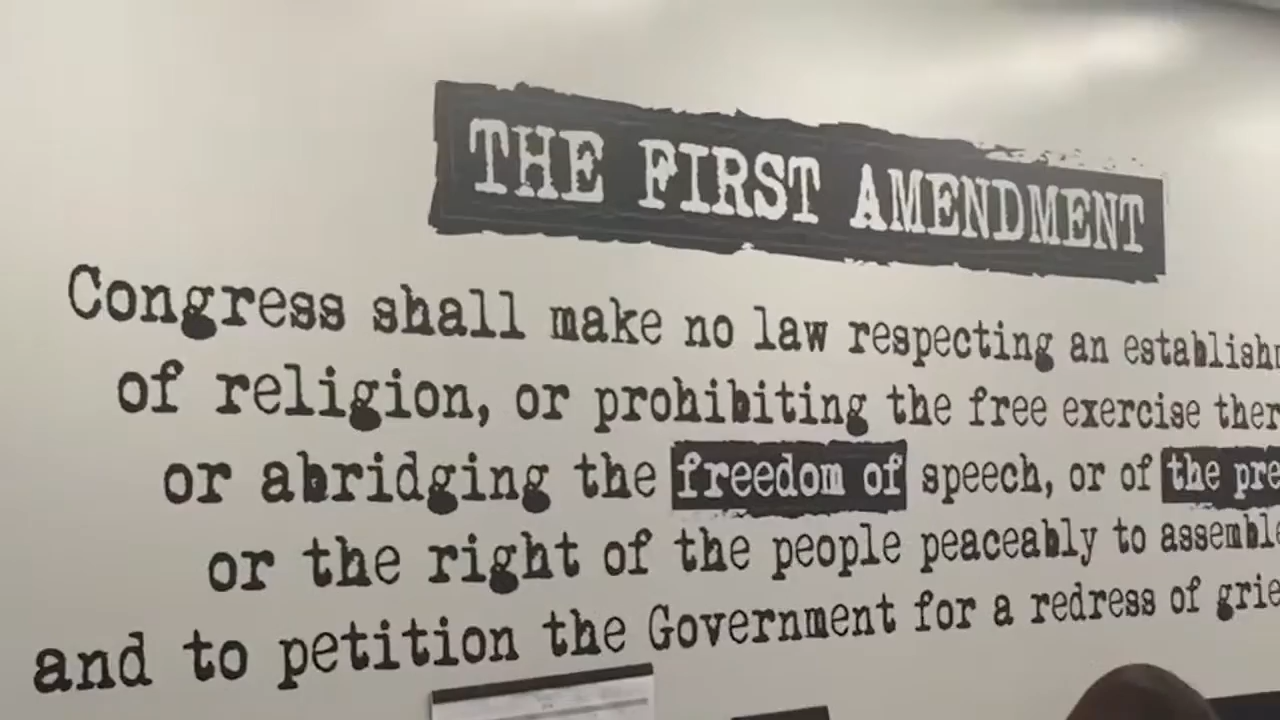 THE FIRST AMENDMENT
Congress shall make no law respecting an
of religion, or prohibiting the free exercise
or abridging the freedom of speech, or of the
or the right of the people peaceably to
and to petition the Government for a redress of